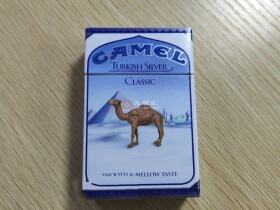 CAMEL
TURKISH SILVER
CLASSIC
SMOOTH & MELLOW TASTE